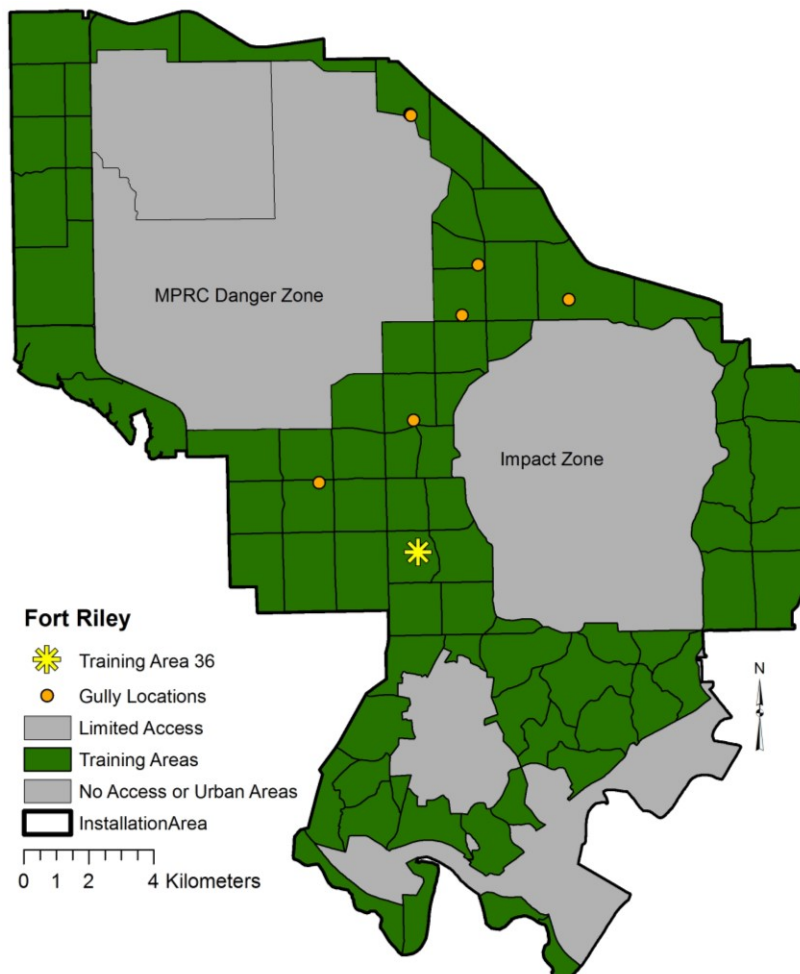 MPRC Danger Zone
Impact Zone
Fort Riley
Training Area 36
Gully Locations
Limited Access
Training Areas
No Access or Urban Areas
InstallationArea
0 1 2 4 Kilometers
N